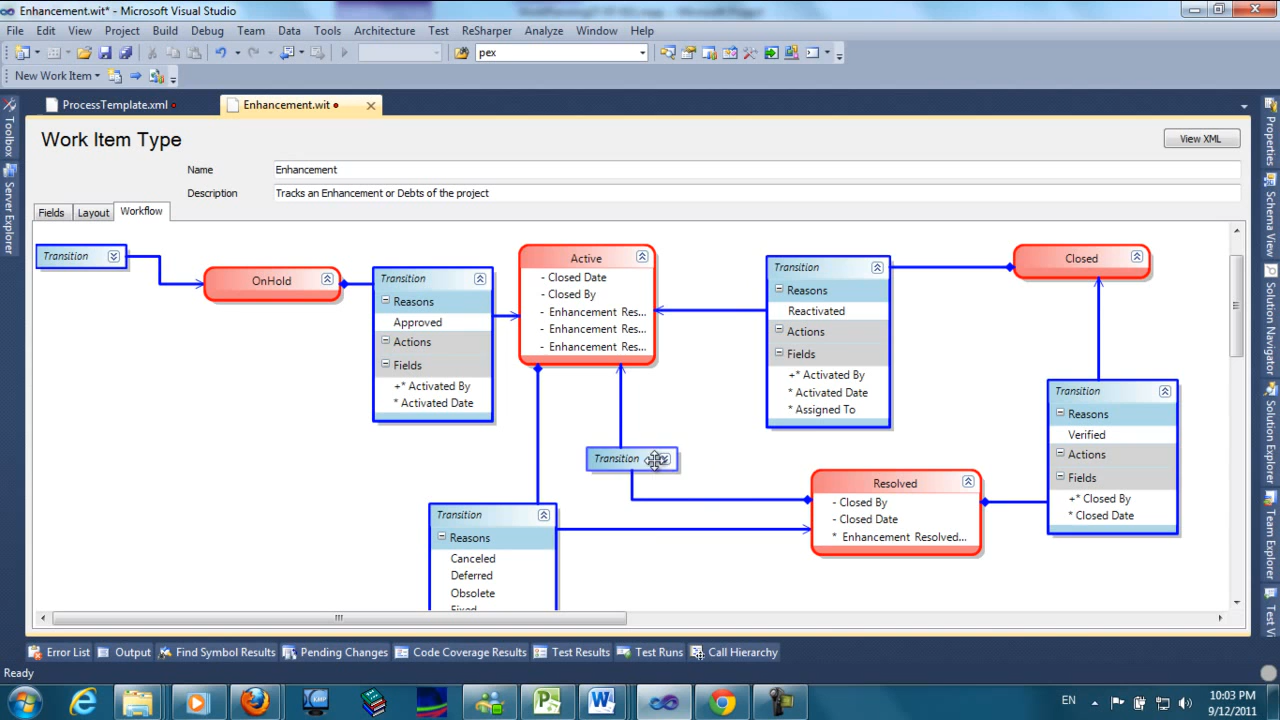 Enhancement.wit* - Microsoft Visual Studio
File Edit View Project Build Debug Team Data Tools Architecture Test ReSharper Analyze Window Help
pex
New Work Item
ProcessTemplate.xml
Enhancement.wit
Work Item Type
View XML
Name Enhancement
Description Tracks an Enhancement or Debts of the project
Fields Layout Workflow
Transition
OnHold
Transition
Reasons
Approved
Actions
Fields
+* Activated By
* Activated Date
Active
- Closed Date
- Closed By
- Enhancement Res...
- Enhancement Res...
- Enhancement Res...
Transition
Reasons
Reactivated
Actions
Fields
+* Activated By
* Activated Date
* Assigned To
Closed
Transition
Reasons
Verified
Actions
Fields
+* Closed By
* Closed Date
Transition
Resolved
- Closed By
- Closed Date
* Enhancement Resolved...
Transition
Reasons
Canceled
Deferred
Obsolete
Fixed
Toolbox
Server Explorer
Properties
Schema View
Solution Navigator
Solution Explorer
Team Explorer
Test Vi
Error List Output Find Symbol Results Pending Changes Code Coverage Results Test Results Test Runs Call Hierarchy
Ready
EN
10:03 PM
9/12/2011